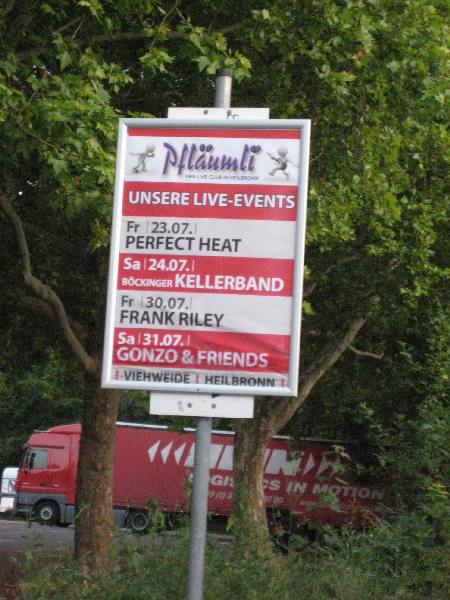 Pfläumli
DER LIVE CLUB IN HEILBRONN
UNSERE LIVE-EVENTS
Fr | 23.07. |
PERFECT HEAT
Sa | 24.07. |
BÖCKINGER KELLERBAND
Fr | 30.07. |
FRANK RILEY
Sa | 31.07. |
GONZO & FRIENDS
| VIEHWEIDE | HEILBRONN |
LOGISTICS IN MOTION